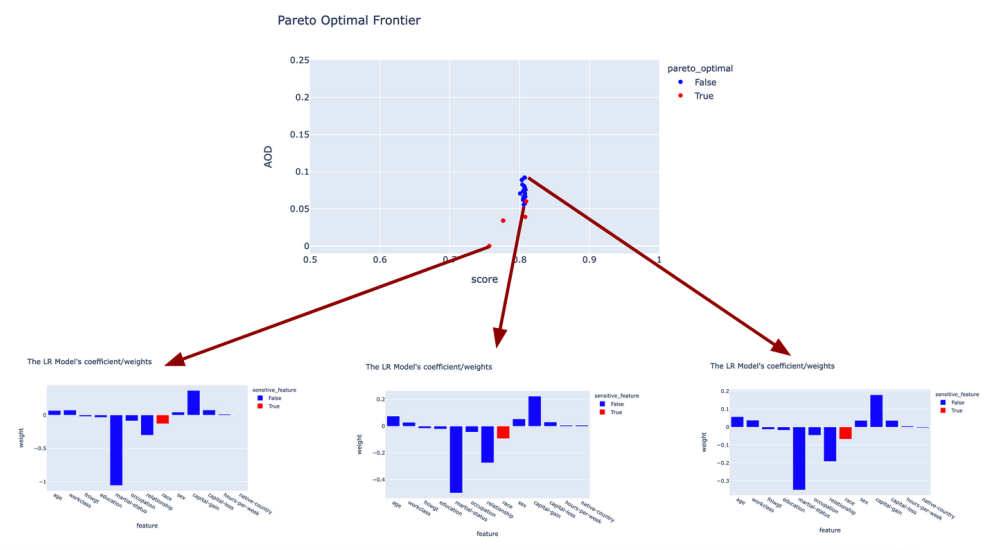 Pareto Optimal Frontier
0.25
0.2
0.15
0.1
0.05
0
AOD
0.5
0.6
0.7
0.8
0.9
1
score
pareto_optimal
False
True
The LR Model's coefficient/weights
0
−0.5
−1
weight
age
workclass
fnlwgt
education
martial-status
occupation
relationship
race
sex
capital-gain
capital-loss
hours-per-week
native-country
feature
sensitive_feature
False
True
The LR Model's coefficient/weights
0.2
0
−0.2
−0.4
weight
age
workclass
fnlwgt
education
martial-status
occupation
relationship
race
sex
capital-gain
capital-loss
hours-per-week
native-country
feature
sensitive_feature
False
True
The LR Model's coefficient/weights
0.2
0.1
0
−0.1
−0.2
−0.3
weight
age
workclass
fnlwgt
education
martial-status
occupation
relationship
race
sex
capital-gain
capital-loss
hours-per-week
native-country
feature
sensitive_feature
False
True